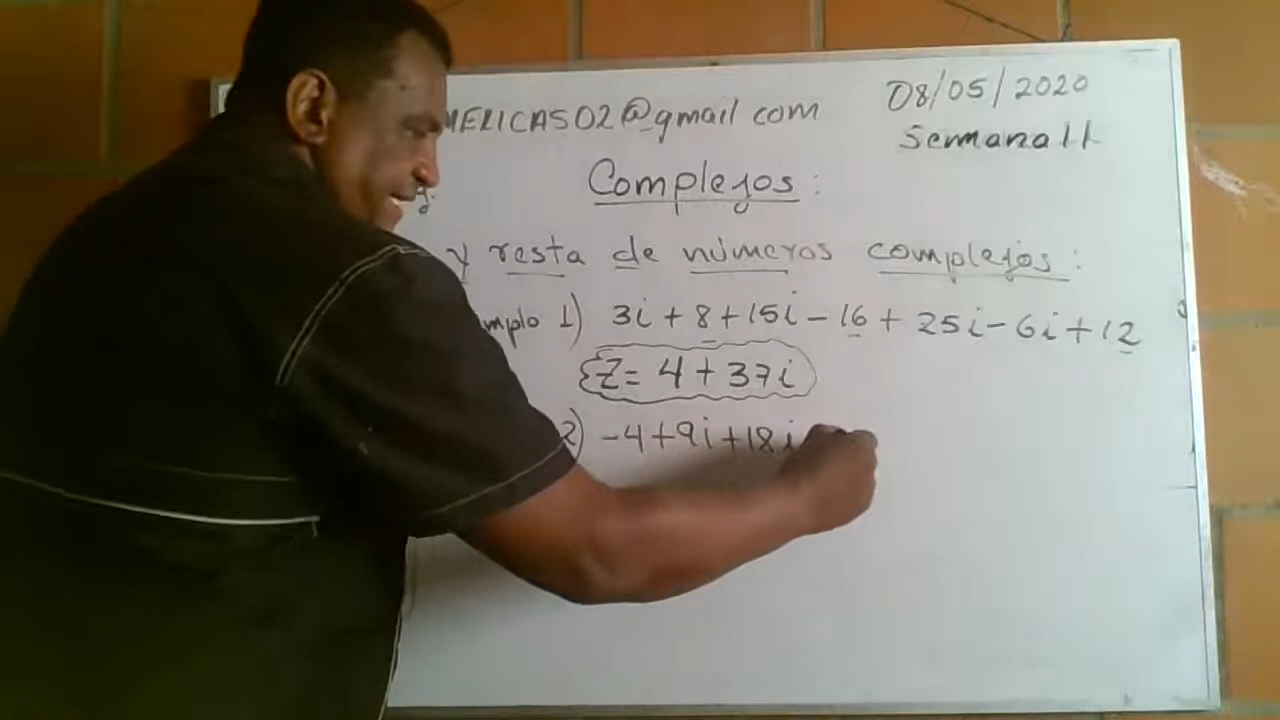 MERICAS02@gmail com
08/05/2020
Semana 11
Complejos:
y resta de números complejos:
mplo 1) 3i + 8 + 15i - 16 + 25i - 6i + 12
Z = 4 + 37i
2) -4 + 9i + 18i